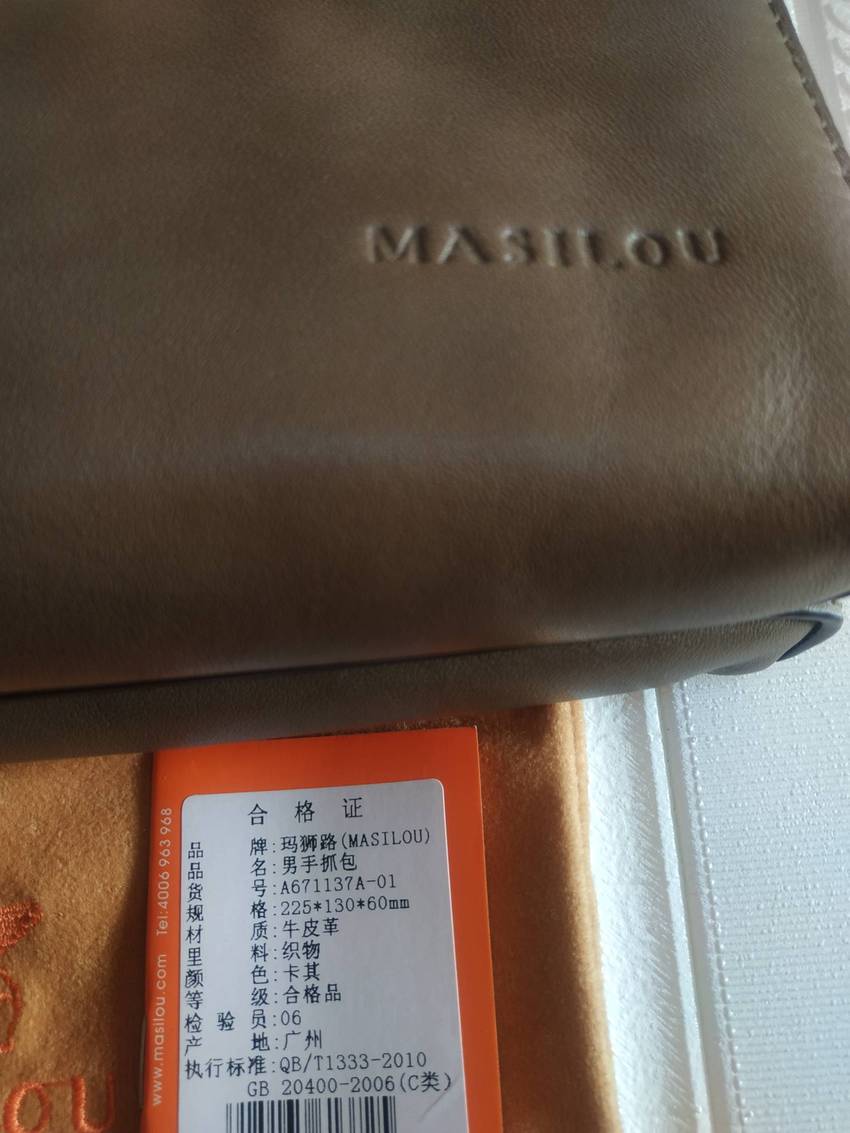 MASILOU
合格证
品牌:玛狮路(MASILOU)
品名:男手抓包
货号:A671137A-01
规格:225*130*60mm
材质:牛皮革
里料:织物
颜色:卡其
等级:合格品
检验员:06
产地:广州
执行标准:QB/T1333-2010
GB 20400-2006(C类)
www.masilou.com Tel:4006 963 968
OU